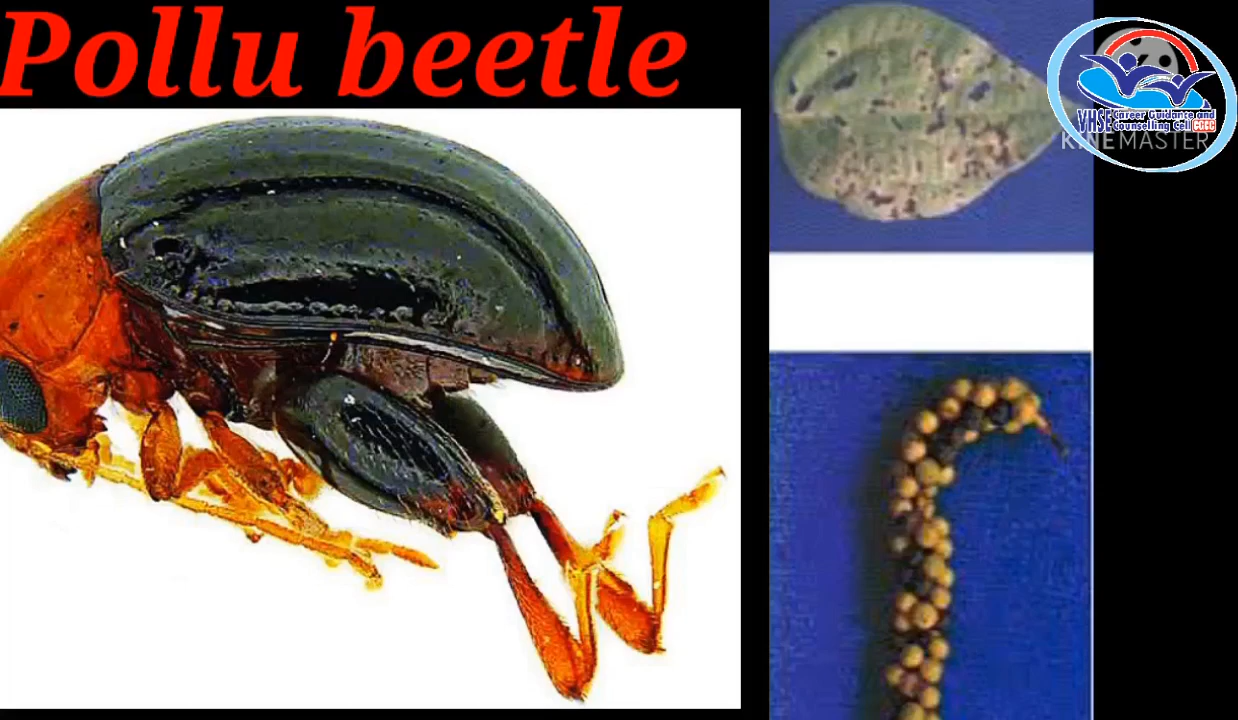 Pollu beetle
VHSE Career Guidance and
Counselling Cell CGCC
KINEMASTER